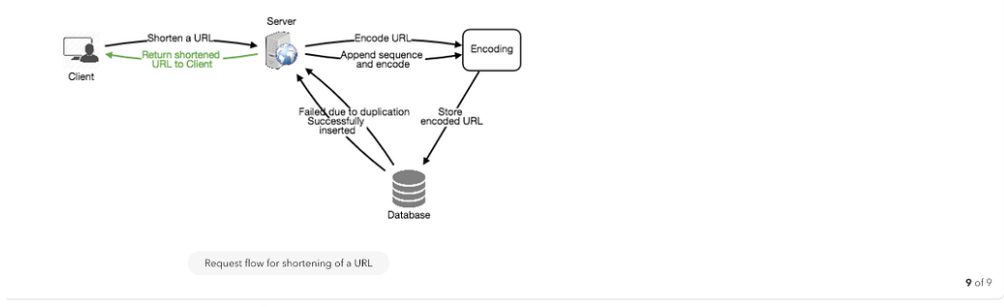 Server
Shorten a URL
Encode URL
Return shortened
URL to Client
Append sequence
and encode
Encoding
Client
Failed due to duplication
Successfully
inserted
Store
encoded URL
Database
Request flow for shortening of a URL
9 of 9